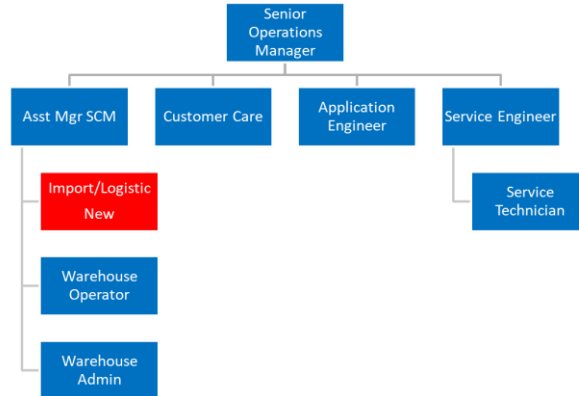 Senior
Operations
Manager
Asst Mgr SCM
Customer Care
Application
Engineer
Service Engineer
Import/Logistic
New
Service
Technician
Warehouse
Operator
Warehouse
Admin